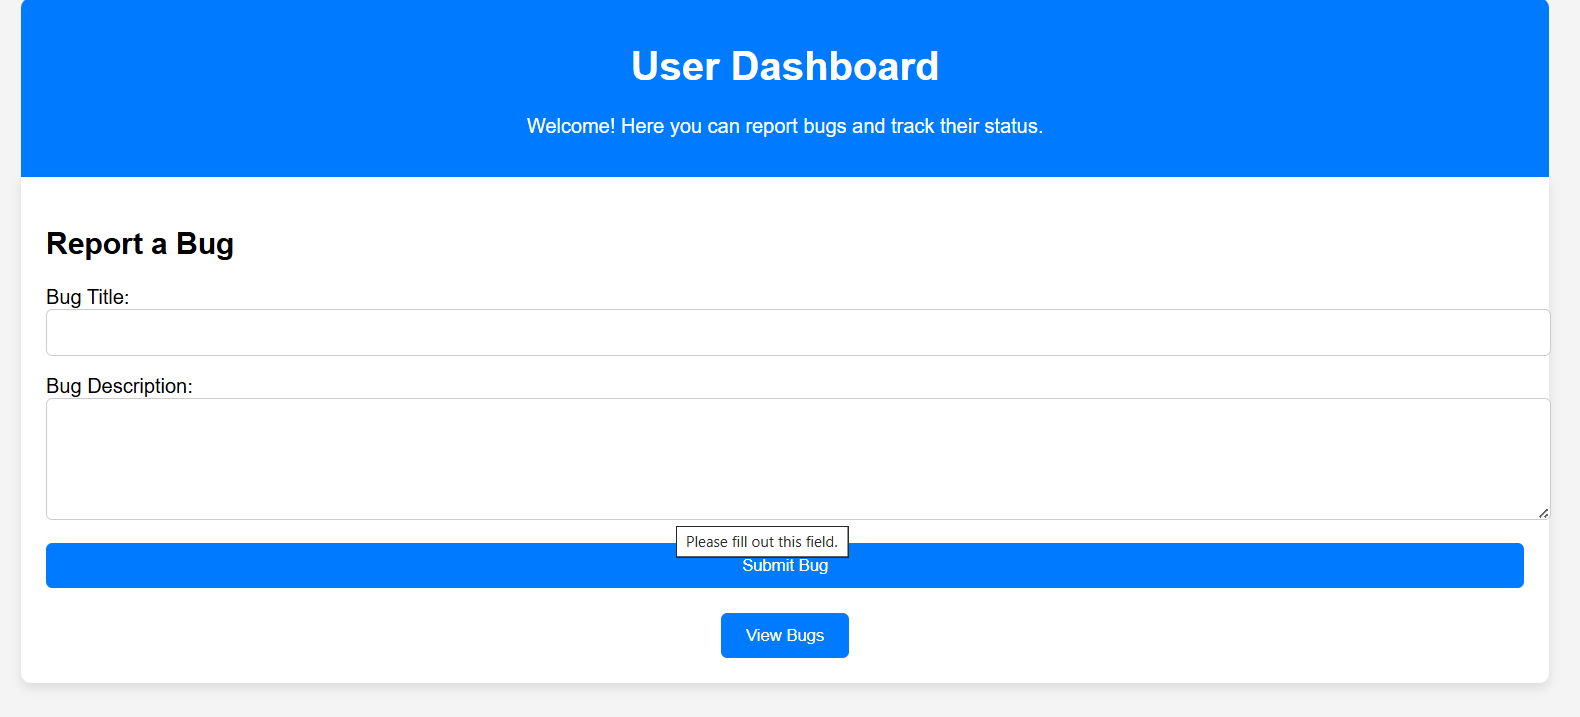 User Dashboard
Welcome! Here you can report bugs and track their status.
Report a Bug
Bug Title:
Bug Description:
Please fill out this field.
Submit Bug
View Bugs